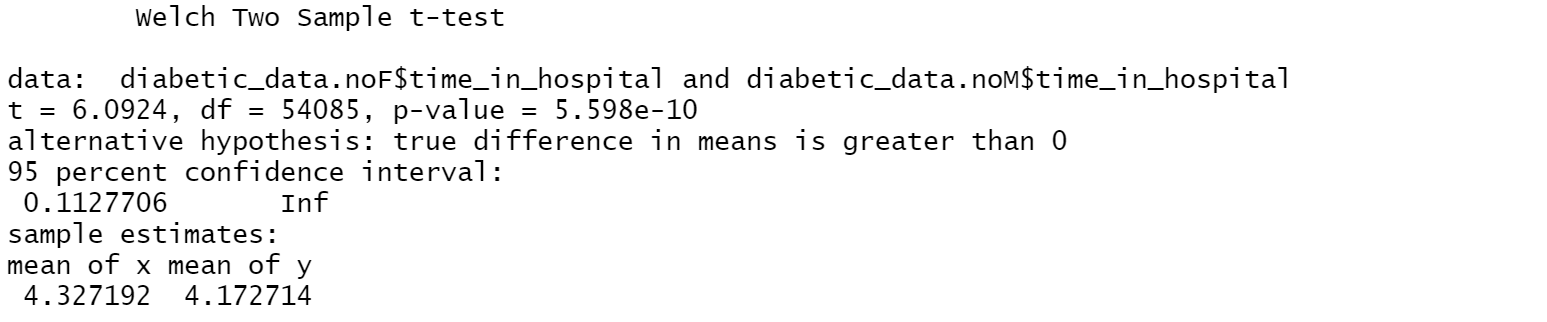 Welch Two Sample t-test
data:  diabetic_data.noF$time_in_hospital and diabetic_data.noM$time_in_hospital
t = 6.0924, df = 54085, p-value = 5.598e-10
alternative hypothesis: true difference in means is greater than 0
95 percent confidence interval:
 0.1127706       Inf
sample estimates:
mean of x mean of y
 4.327192  4.172714